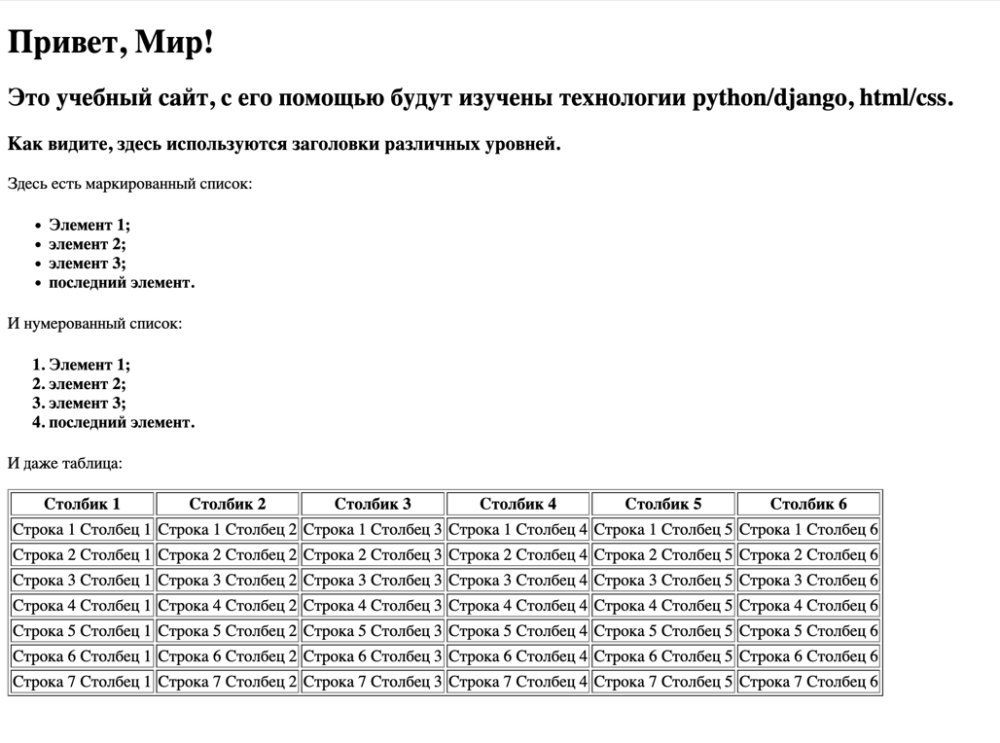 Привет, Мир!
Это учебный сайт, с его помощью будут изучены технологии python/django, html/css.
Как видите, здесь используются заголовки различных уровней.
Здесь есть маркированный список:
• Элемент 1;
• элемент 2;
• элемент 3;
• последний элемент.
И нумерованный список:
1. Элемент 1;
2. элемент 2;
3. элемент 3;
4. последний элемент.
И даже таблица:
Столбик 1 Столбик 2 Столбик 3 Столбик 4 Столбик 5 Столбик 6
Строка 1 Столбец 1 Строка 1 Столбец 2 Строка 1 Столбец 3 Строка 1 Столбец 4 Строка 1 Столбец 5 Строка 1 Столбец 6
Строка 2 Столбец 1 Строка 2 Столбец 2 Строка 2 Столбец 3 Строка 2 Столбец 4 Строка 2 Столбец 5 Строка 2 Столбец 6
Строка 3 Столбец 1 Строка 3 Столбец 2 Строка 3 Столбец 3 Строка 3 Столбец 4 Строка 3 Столбец 5 Строка 3 Столбец 6
Строка 4 Столбец 1 Строка 4 Столбец 2 Строка 4 Столбец 3 Строка 4 Столбец 4 Строка 4 Столбец 5 Строка 4 Столбец 6
Строка 5 Столбец 1 Строка 5 Столбец 2 Строка 5 Столбец 3 Строка 5 Столбец 4 Строка 5 Столбец 5 Строка 5 Столбец 6
Строка 6 Столбец 1 Строка 6 Столбец 2 Строка 6 Столбец 3 Строка 6 Столбец 4 Строка 6 Столбец 5 Строка 6 Столбец 6
Строка 7 Столбец 1 Строка 7 Столбец 2 Строка 7 Столбец 3 Строка 7 Столбец 4 Строка 7 Столбец 5 Строка 7 Столбец 6